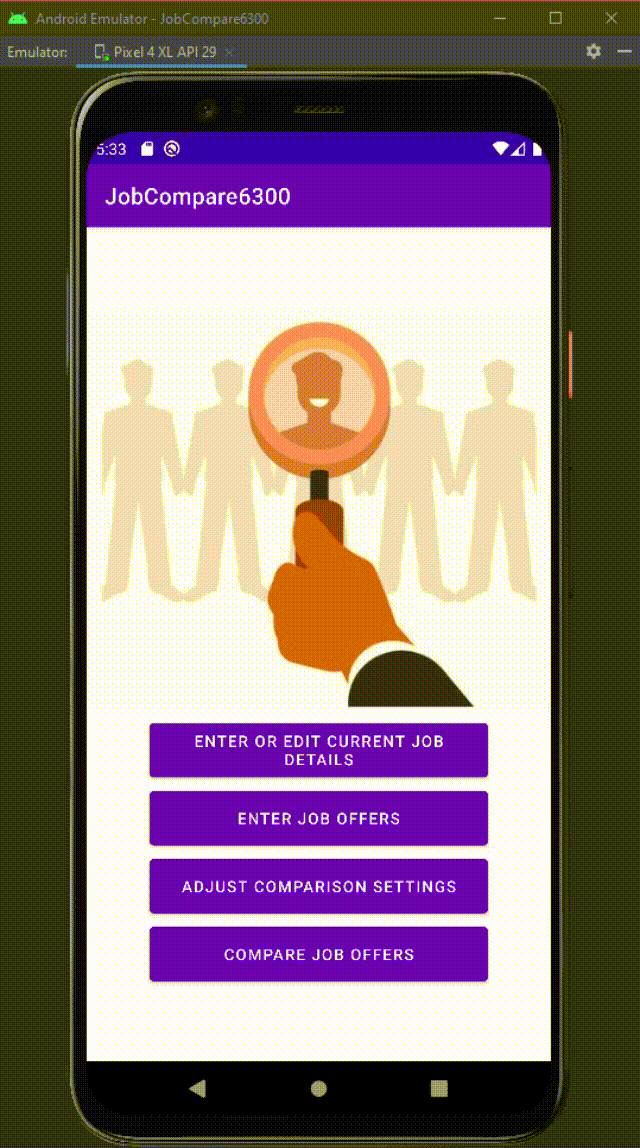 Android Emulator - JobCompare6300
Emulator:
Pixel 4 XL API 29
5:33
JobCompare6300
ENTER OR EDIT CURRENT JOB
DETAILS
ENTER JOB OFFERS
ADJUST COMPARISON SETTINGS
COMPARE JOB OFFERS